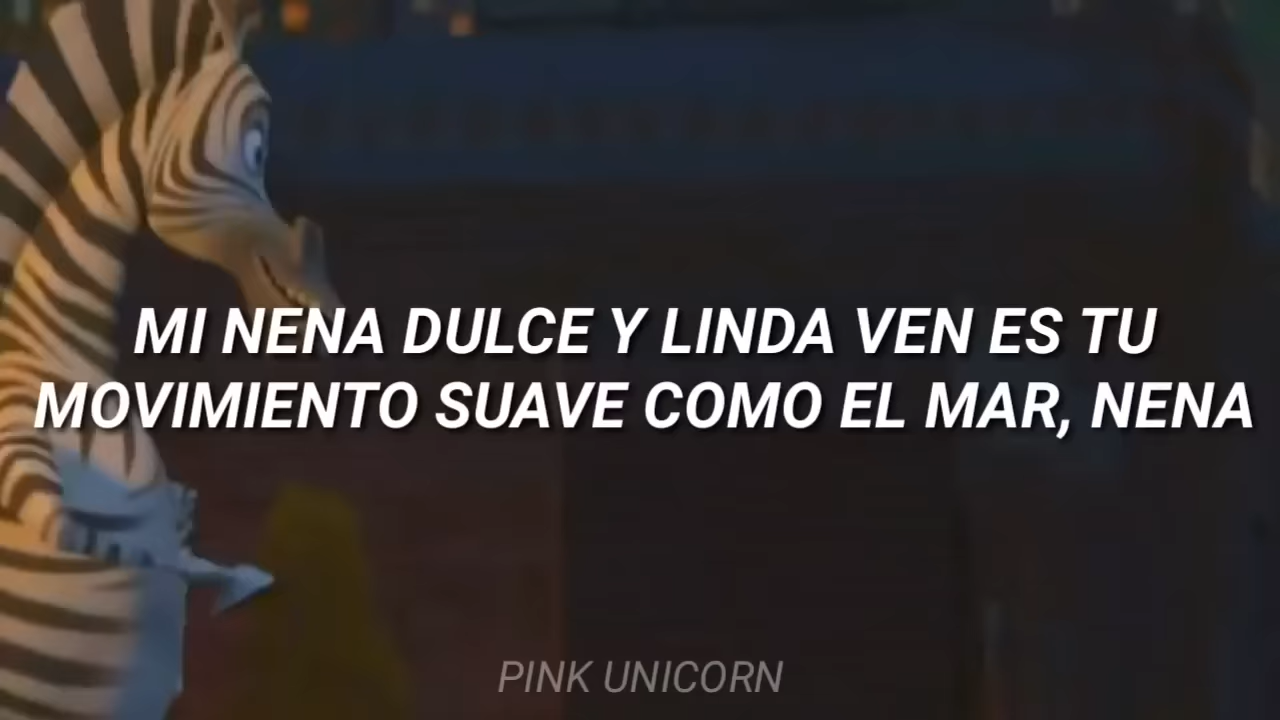 MI NENA DULCE Y LINDA VEN ES TU
MOVIMIENTO SUAVE COMO EL MAR, NENA
PINK UNICORN